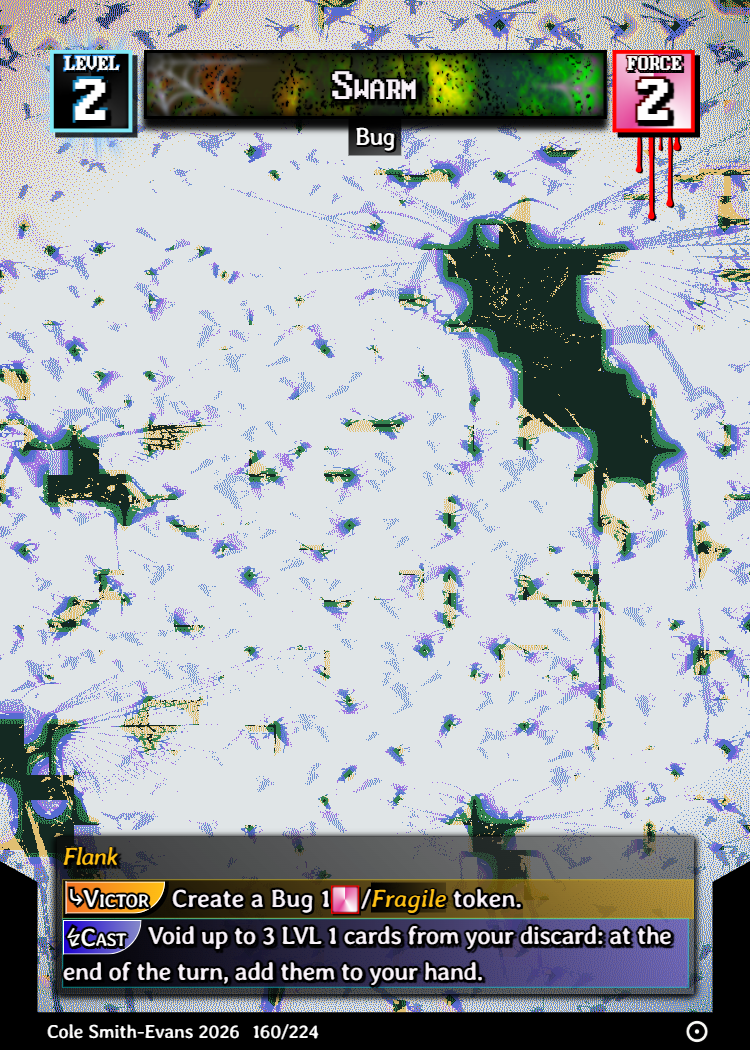 LEVEL
2
Swarm
FORCE
2
Bug
Flank
↳Victor Create a Bug 1/Fragile token.
↯Cast Void up to 3 LVL 1 cards from your discard: at the
end of the turn, add them to your hand.
Cole Smith-Evans 2026 160/224